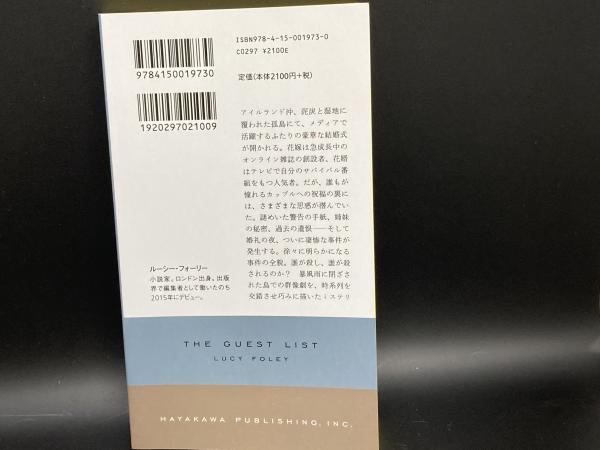 ISBN978-4-15-001973-0
C0297 ¥2100E
9784150019730
定価(本体2100円+税)
1920297021009
アイルランド沖、泥炭と湿地に
覆われた孤島にて、メディアで
活躍するふたりの豪華な結婚式
が開かれる。花嫁は急成長中の
オンライン雑誌の創設者、花婿
はテレビで自分のサバイバル番
組をもつ人気者。だが、誰もが
憧れるカップルへの祝福の裏に
は、さまざまな思惑が潜んでい
た。謎めいた警告の手紙、姉妹
の秘密、過去の遺恨——そして
婚礼の夜、ついに凄惨な事件が
発生する。徐々に明らかになる
事件の全貌。誰が殺し、誰が殺
されるのか? 暴風雨に閉ざさ
れた島での群像劇を、時系列を
交錯させ巧みに描いたミステリ
ルーシー・フォーリー
小説家。ロンドン出身。出版
界で編集者として働いたのち
2015年にデビュー。
THE GUEST LIST
LUCY FOLEY
HAYAKAWA PUBLISHING, INC.